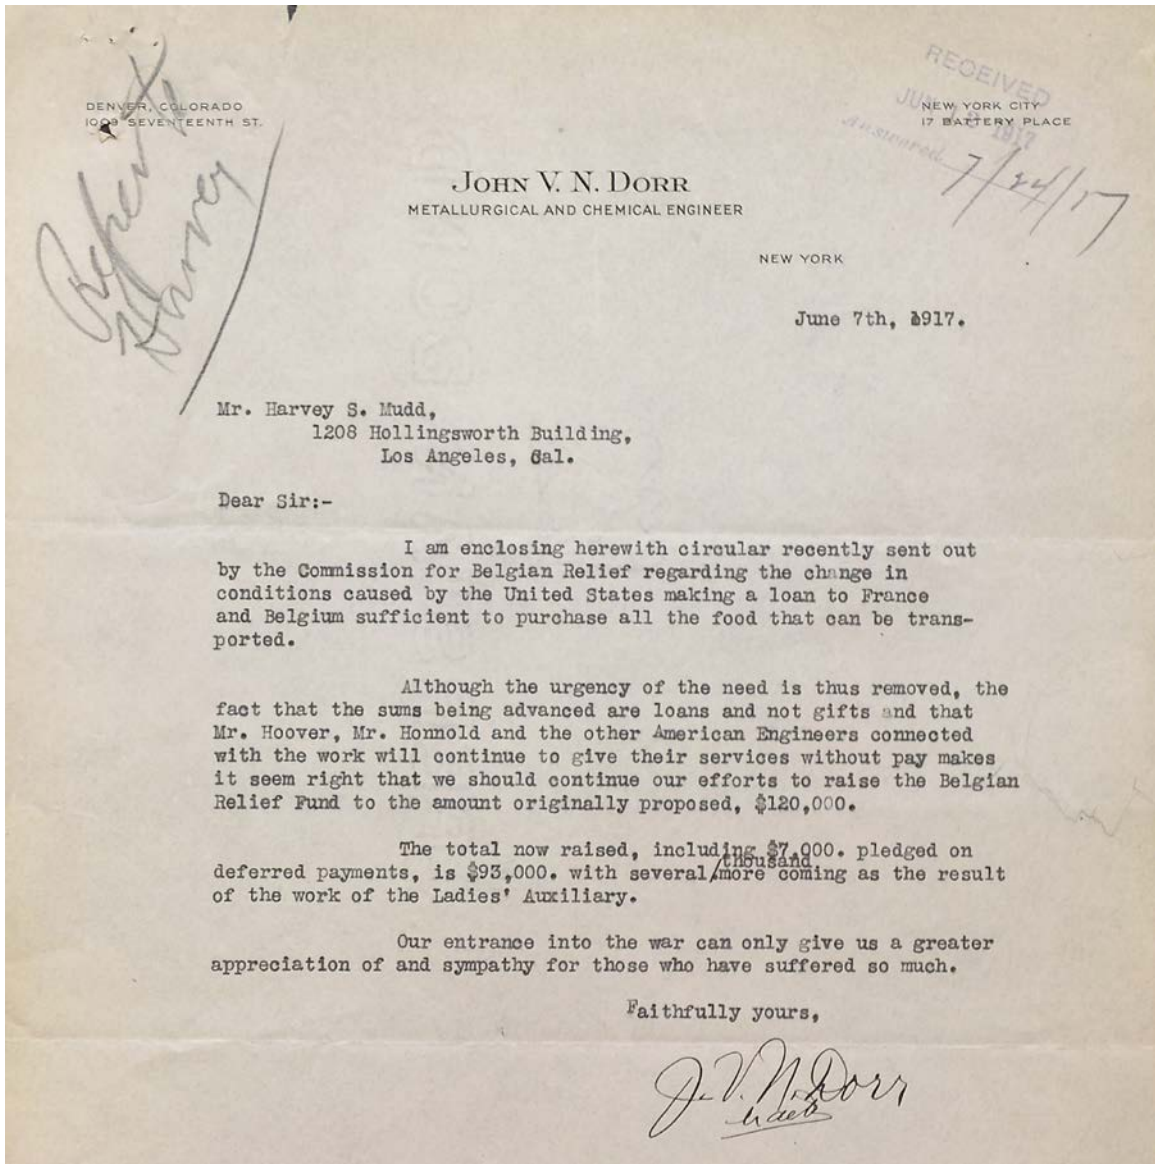 DENVER, COLORADO
1009 SEVENTEENTH ST.
RECEIVED
JUN 1917
Answered 7/24/17
NEW YORK CITY
17 BATTERY PLACE
JOHN V. N. DORR
METALLURGICAL AND CHEMICAL ENGINEER
NEW YORK
June 7th, 1917.
Mr. Harvey S. Mudd,
1208 Hollingsworth Building,
Los Angeles, Cal.
Dear Sir:-
I am enclosing herewith circular recently sent out
by the Commission for Belgian Relief regarding the change in
conditions caused by the United States making a loan to France
and Belgium sufficient to purchase all the food that can be trans-
ported.
Although the urgency of the need is thus removed, the
fact that the sums being advanced are loans and not gifts and that
Mr. Hoover, Mr. Honnold and the other American Engineers connected
with the work will continue to give their services without pay makes
it seem right that we should continue our efforts to raise the Belgian
Relief Fund to the amount originally proposed, $120,000.
The total now raised, including $7,000. pledged on
thousand
deferred payments, is $93,000. with several/more coming as the result
of the work of the Ladies' Auxiliary.
Our entrance into the war can only give us a greater
appreciation of and sympathy for those who have suffered so much.
Faithfully yours,
J. V. N. Dorr